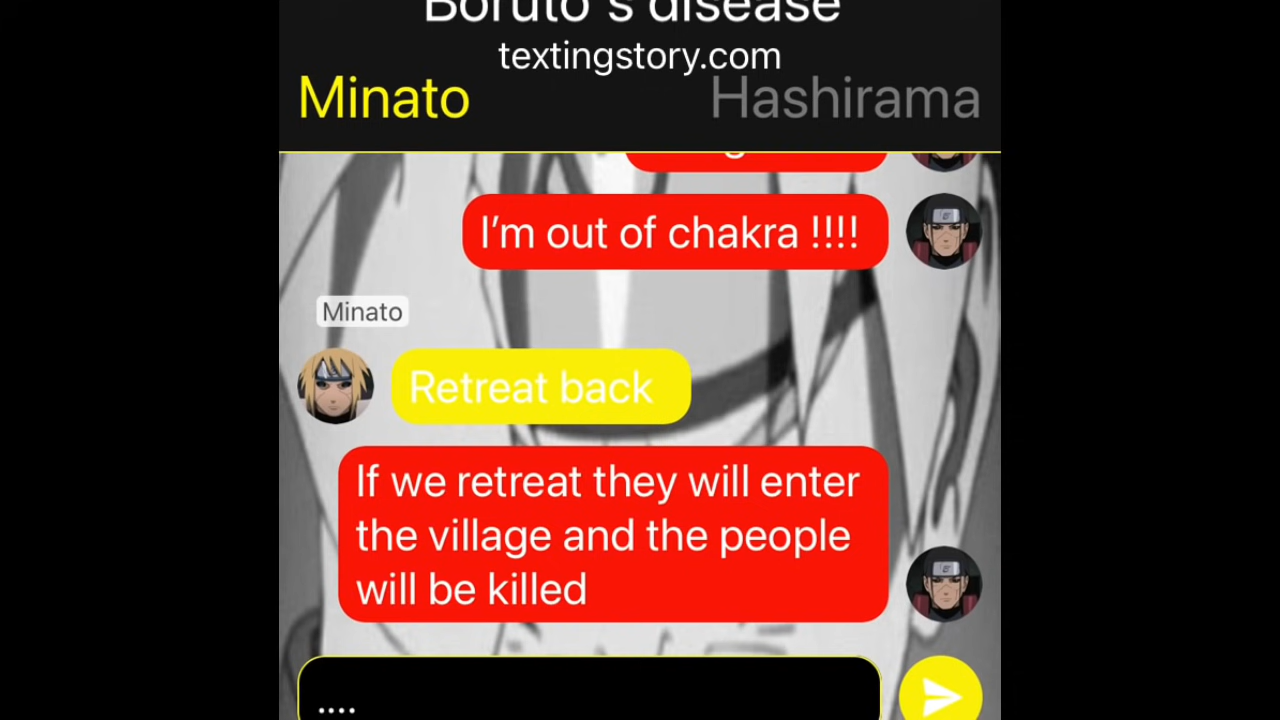 Boruto's disease
textingstory.com
Minato
Hashirama
I'm out of chakra !!!!
Minato
Retreat back
If we retreat they will enter
the village and the people
will be killed
....